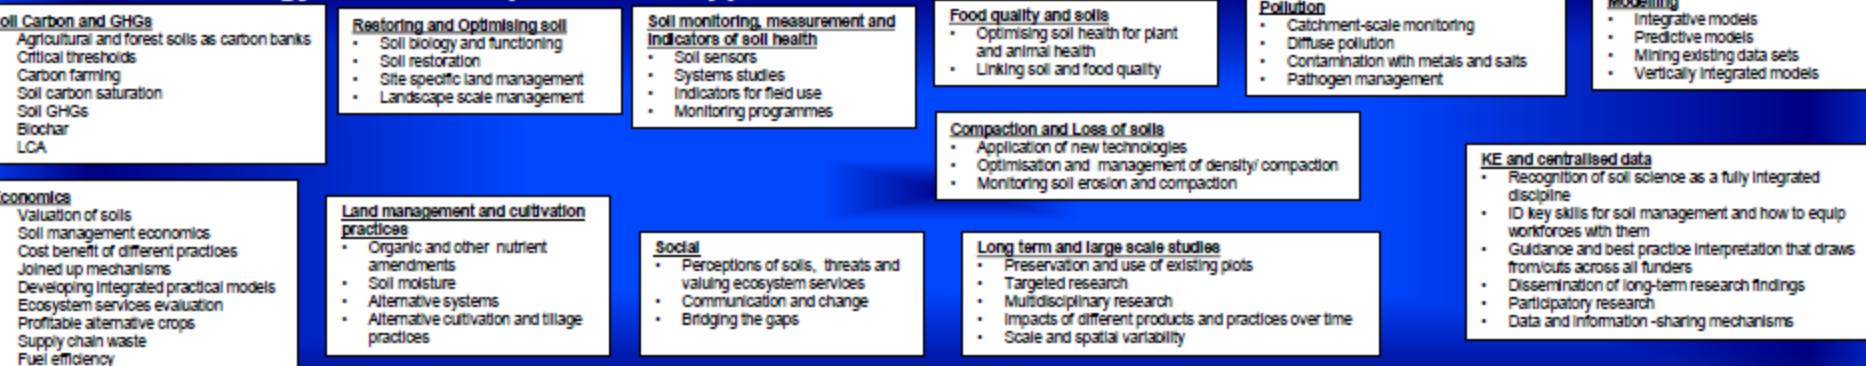 oil Carbon and GHGs
Agricultural and forest soils as carbon banks
Critical thresholds
Carbon farming
Soil carbon saturation
Soil GHGs
Biochar
LCA
Restoring and Optimising soil
• Soil biology and functioning
• Soil restoration
• Site specific land management
• Landscape scale management
Soil monitoring, measurement and
indicators of soil health
• Soil sensors
• Systems studies
• Indicators for field use
• Monitoring programmes
Food quality and soils
• Optimising soil health for plant
and animal health
• Linking soil and food quality
Pollution
• Catchment-scale monitoring
• Diffuse pollution
• Contamination with metals and salts
• Pathogen management
Modelling
• Integrative models
• Predictive models
• Mining existing data sets
• Vertically integrated models
Compaction and Loss of soils
• Application of new technologies
• Optimisation and management of density/ compaction
• Monitoring soil erosion and compaction
KE and centralised data
• Recognition of soil science as a fully integrated
discipline
• ID key skills for soil management and how to equip
workforces with them
• Guidance and best practice interpretation that draws
from/cuts across all funders
• Dissemination of long-term research findings
• Participatory research
• Data and information -sharing mechanisms
conomics
Valuation of soils
Soil management economics
Cost benefit of different practices
Joined up mechanisms
Developing integrated practical models
Ecosystem services evaluation
Profitable alternative crops
Supply chain waste
Fuel efficiency
Land management and cultivation
practices
• Organic and other nutrient
amendments
• Soil moisture
• Alternative systems
• Alternative cultivation and tillage
practices
Social
• Perceptions of soils, threats and
valuing ecosystem services
• Communication and change
• Bridging the gaps
Long term and large scale studies
• Preservation and use of existing plots
• Targeted research
• Multidisciplinary research
• Impacts of different products and practices over time
• Scale and spatial variability